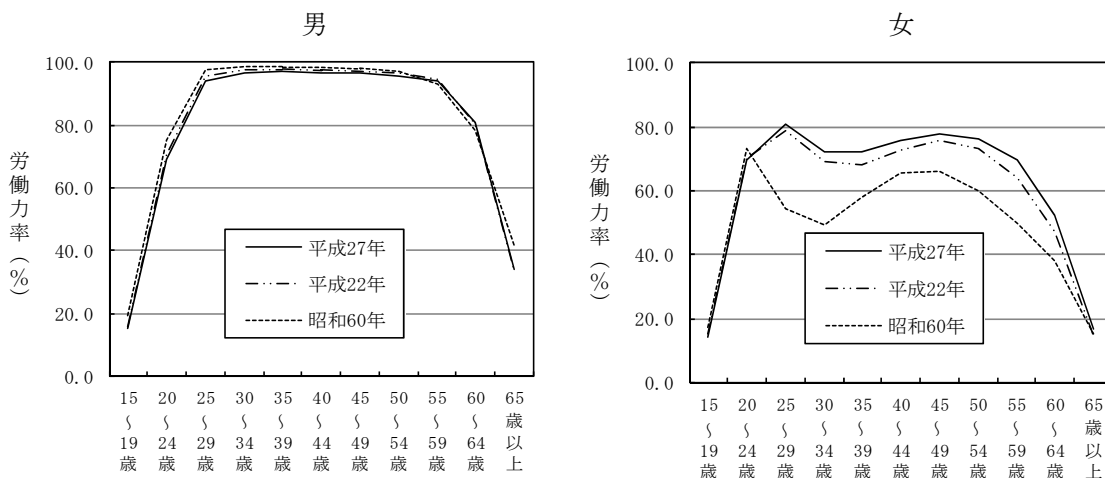 男
100.0
80.0
60.0
40.0
20.0
0.0
労働力率（％）
平成27年
平成22年
昭和60年
15～19歳
20～24歳
25～29歳
30～34歳
35～39歳
40～44歳
45～49歳
50～54歳
55～59歳
60～64歳
65歳以上
女
100.0
80.0
60.0
40.0
20.0
0.0
労働力率（％）
平成27年
平成22年
昭和60年
15～19歳
20～24歳
25～29歳
30～34歳
35～39歳
40～44歳
45～49歳
50～54歳
55～59歳
60～64歳
65歳以上